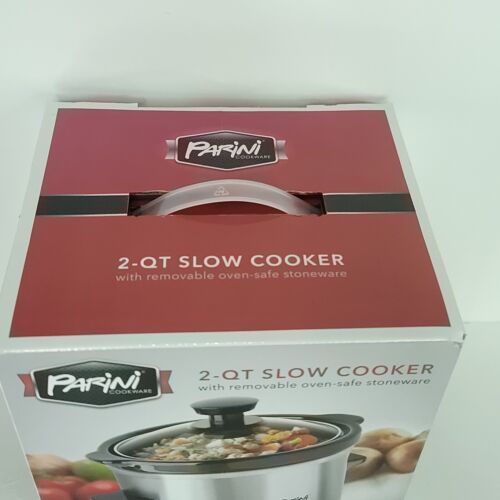 PARINI
COOKWARE
2-QT SLOW COOKER
with removable oven-safe stoneware
PARINI
COOKWARE
2-QT SLOW COOKER
with removable oven-safe stoneware
PARINI